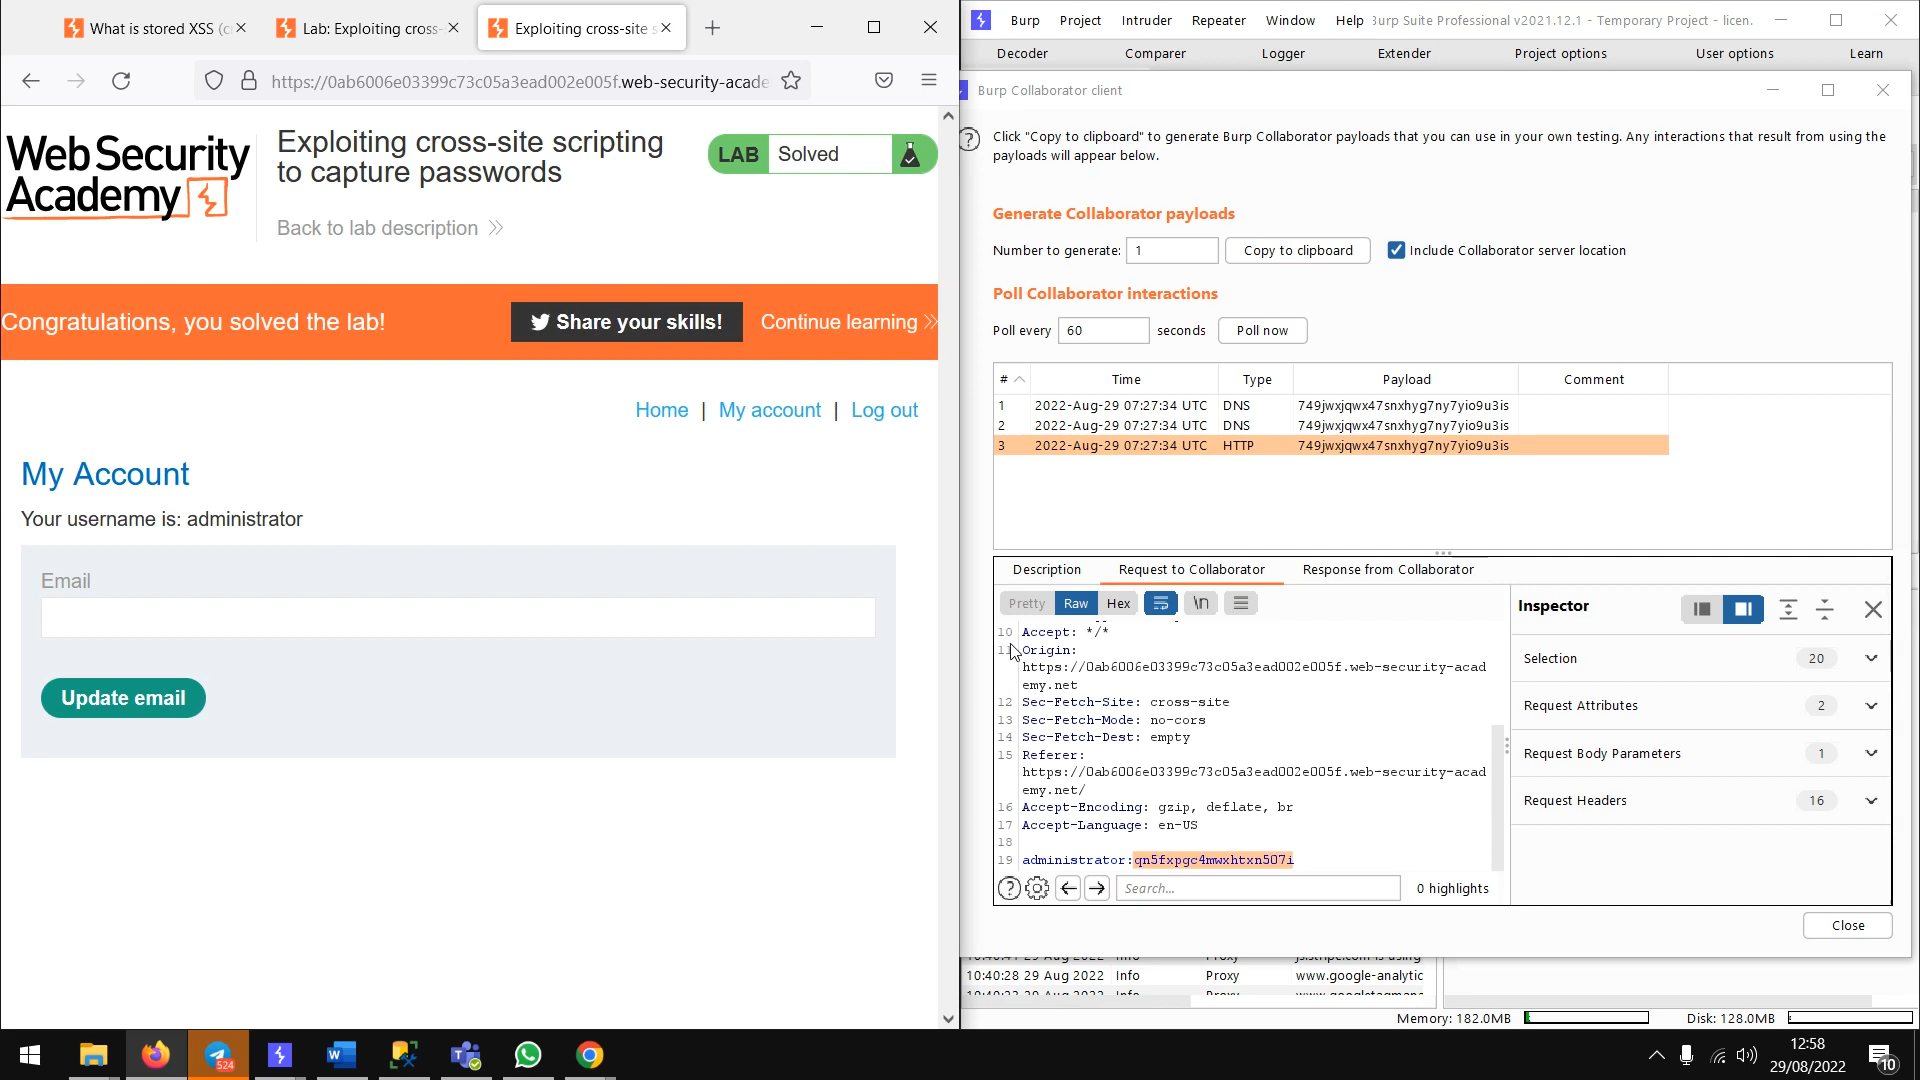 What is stored XSS (c
Lab: Exploiting cross-
Exploiting cross-site s
https://0ab6006e03399c73c05a3ead002e005f.web-security-acade
Web Security
Academy
Exploiting cross-site scripting
to capture passwords
Back to lab description
LAB Solved
Congratulations, you solved the lab!
Share your skills!
Continue learning
Home | My account | Log out
My Account
Your username is: administrator
Email
Update email
Burp Project Intruder Repeater Window Help
Burp Suite Professional v2021.12.1 - Temporary Project - licen.
Decoder Comparer Logger Extender Project options User options Learn
Burp Collaborator client
Click "Copy to clipboard" to generate Burp Collaborator payloads that you can use in your own testing. Any interactions that result from using the
payloads will appear below.
Generate Collaborator payloads
Number to generate: 1 Copy to clipboard Include Collaborator server location
Poll Collaborator interactions
Poll every 60 seconds Poll now
# Time Type Payload Comment
1 2022-Aug-29 07:27:34 UTC DNS 749jwxjqwx47snxhyg7ny7yio9u3is
2 2022-Aug-29 07:27:34 UTC DNS 749jwxjqwx47snxhyg7ny7yio9u3is
3 2022-Aug-29 07:27:34 UTC HTTP 749jwxjqwx47snxhyg7ny7yio9u3is
Description Request to Collaborator Response from Collaborator
Pretty Raw Hex \n
10 Accept: */*
11 Origin:
https://0ab6006e03399c73c05a3ead002e005f.web-security-acad
emy.net
12 Sec-Fetch-Site: cross-site
13 Sec-Fetch-Mode: no-cors
14 Sec-Fetch-Dest: empty
15 Referer:
https://0ab6006e03399c73c05a3ead002e005f.web-security-acad
emy.net/
16 Accept-Encoding: gzip, deflate, br
17 Accept-Language: en-US
18
19 administrator:qn5fxpgc4mwxhtxn507i
Search... 0 highlights
Inspector
Selection 20
Request Attributes 2
Request Body Parameters 1
Request Headers 16
Close
10:40:28 29 Aug 2022 Info Proxy www.google-analytic
Memory: 182.0MB Disk: 128.0MB
524
12:58
29/08/2022
10